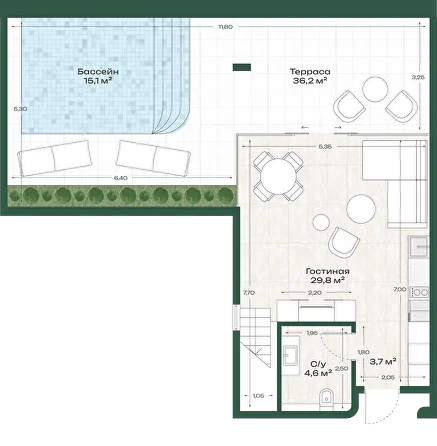 11,80
Бассейн
15,1 м²
Терраса
36,2 м²
3,25
5,30
5,35
6,40
Гостиная
29,8 м²
7,70
2,20
7,00
1,95
1,80
С/у
4,6 м²
2,50
3,7 м²
2,05
1,05